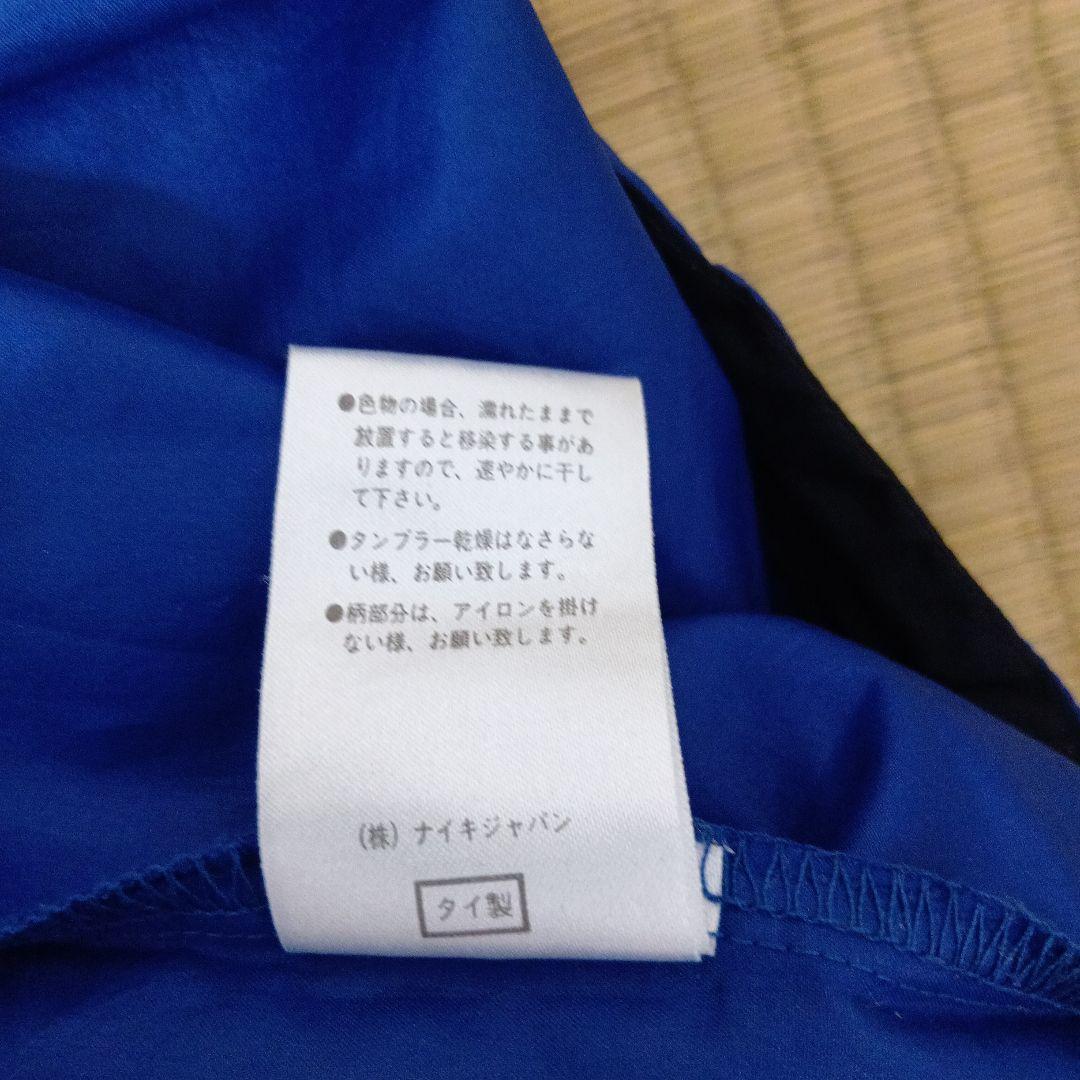 ●色物の場合、濡れたままで
放置すると移染する事があ
りますので、速やかに干し
て下さい。
●タンブラー乾燥はなさらな
い様、お願い致します。
●柄部分は、アイロンを掛け
ない様、お願い致します。
(株) ナイキジャパン
タイ製